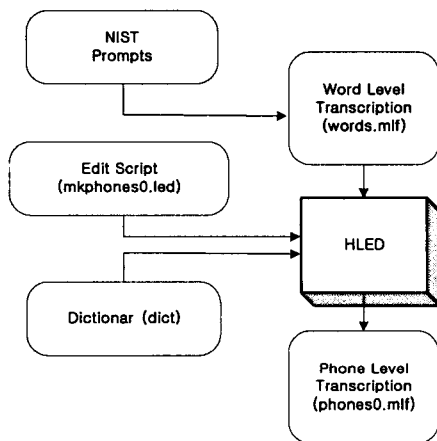 NIST
Prompts
Word Level
Transcription
(words.mlf)
Edit Script
(mkphones0.led)
HLED
Dictionar (dict)
Phone Level
Transcription
(phones0.mlf)